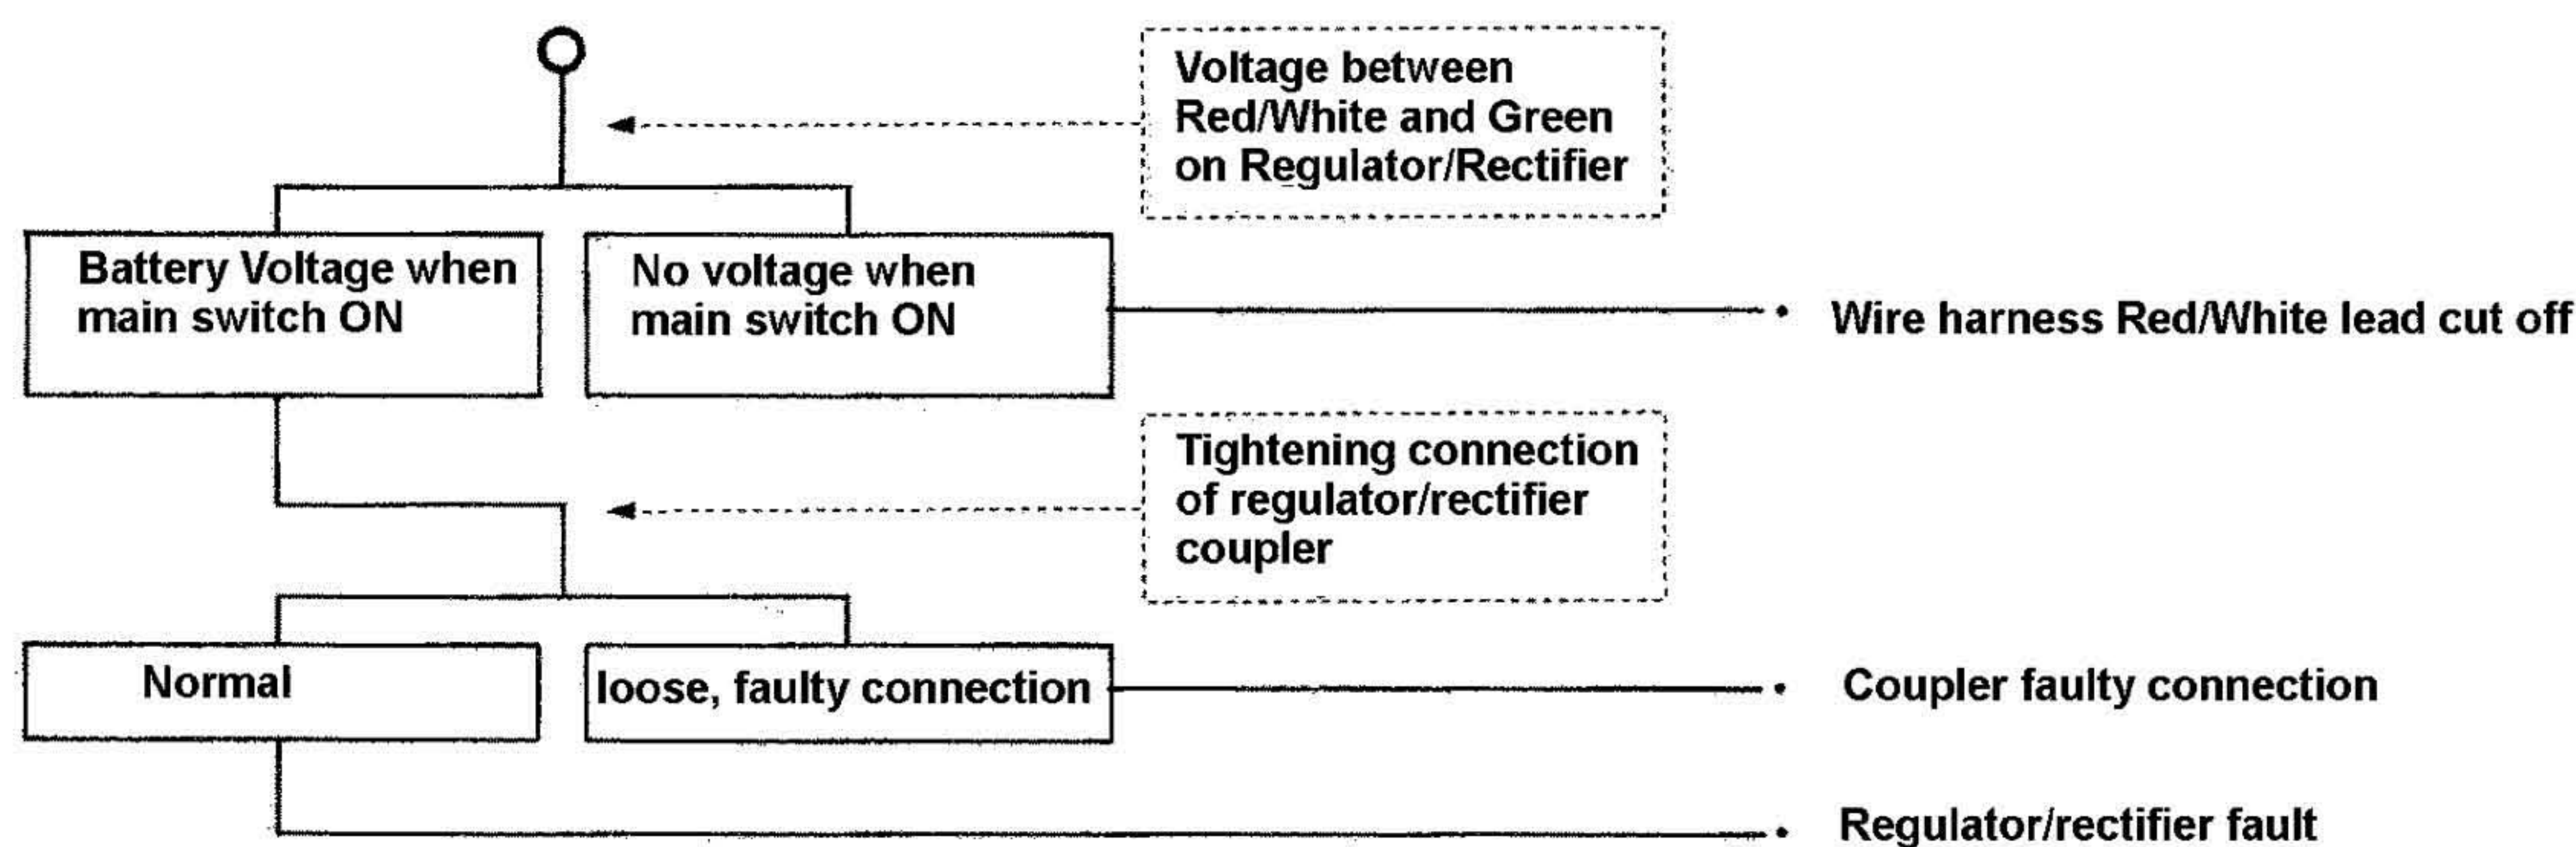 Voltage between
Red/White and Green
on Regulator/Rectifier
Battery Voltage when
main switch ON
No voltage when
main switch ON
Wire harness Red/White lead cut off
Tightening connection
of regulator/rectifier
coupler
Normal
loose, faulty connection
Coupler faulty connection
Regulator/rectifier fault